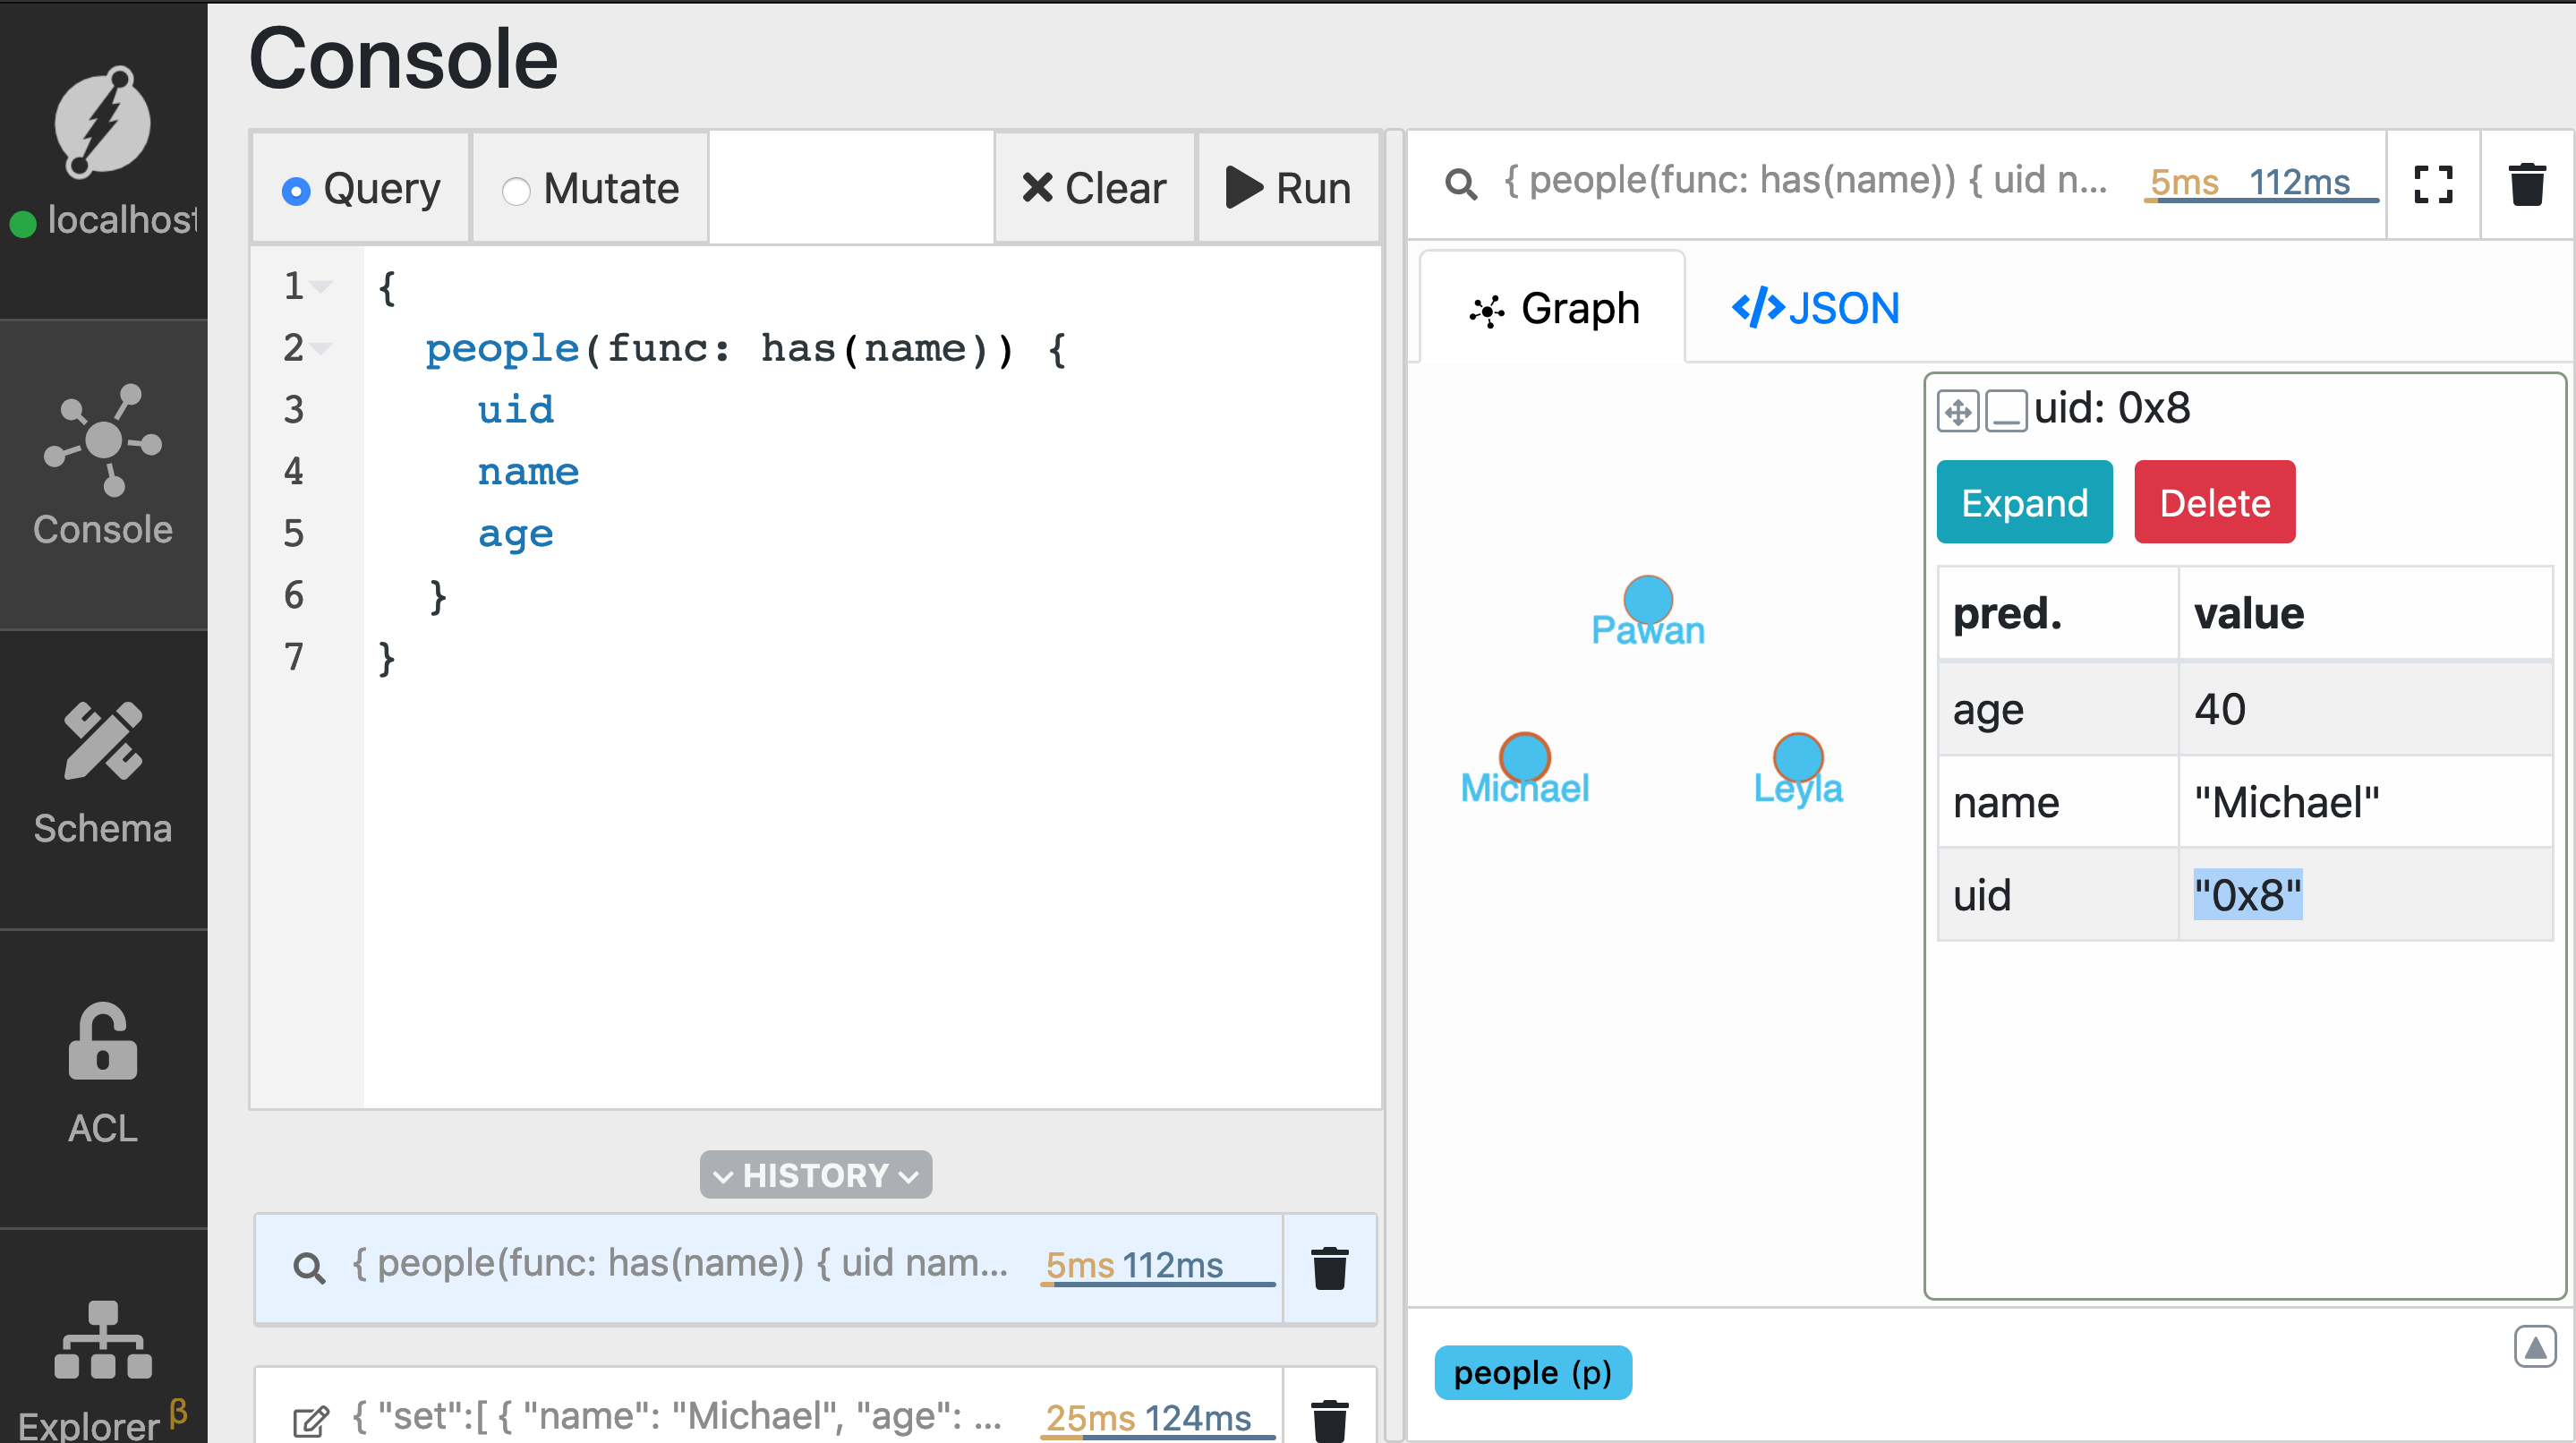 Console
localhost
Console
Schema
ACL
Explorer β
Query
Mutate
Clear
Run
1 {
2 people(func: has(name)) {
3 uid
4 name
5 age
6 }
7 }
HISTORY
{ people(func: has(name)) { uid nam... 5ms 112ms
{ "set":[ { "name": "Michael", "age": ... 25ms 124ms
{ people(func: has(name)) { uid n... 5ms 112ms
Graph
</>JSON
Pawan
Michael
Leyla
uid: 0x8
Expand
Delete
pred. value
age 40
name "Michael"
uid "0x8"
people (p)